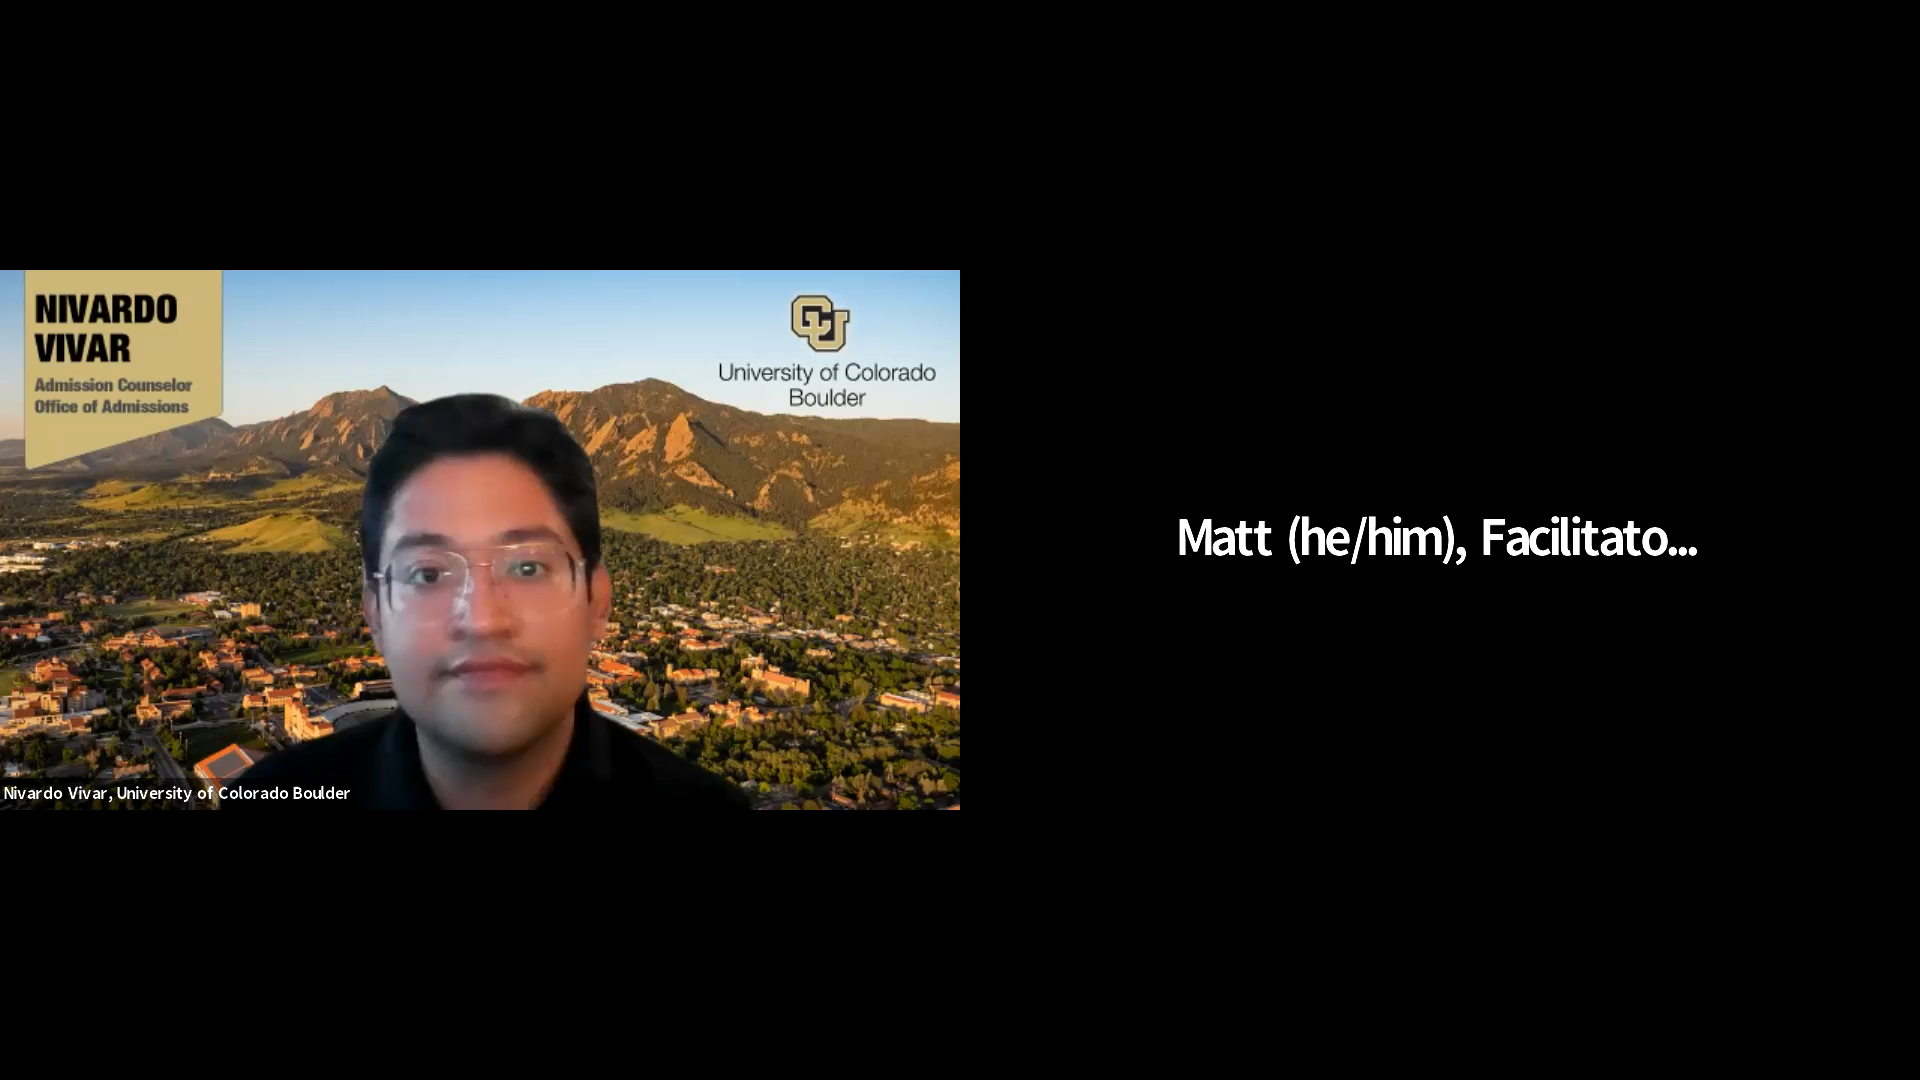 NIVARDO
VIVAR
Admission Counselor
Office of Admissions
CU
University of Colorado
Boulder
Nivardo Vivar, University of Colorado Boulder
Matt (he/him), Facilitato...